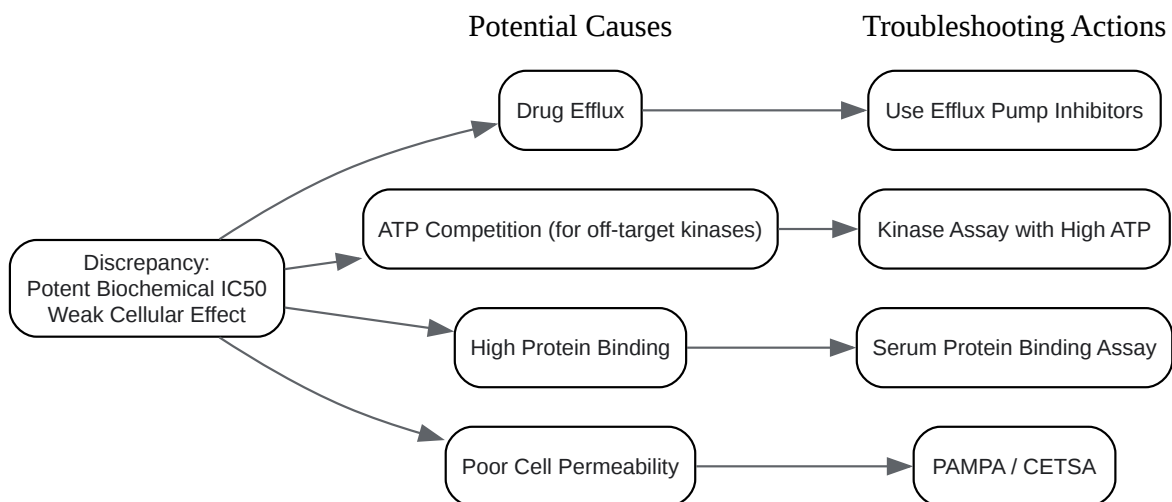 Potential Causes
Troubleshooting Actions
Drug Efflux
Use Efflux Pump Inhibitors
ATP Competition (for off-target kinases)
Kinase Assay with High ATP
Discrepancy:
Potent Biochemical IC50
Weak Cellular Effect
High Protein Binding
Serum Protein Binding Assay
Poor Cell Permeability
PAMPA / CETSA